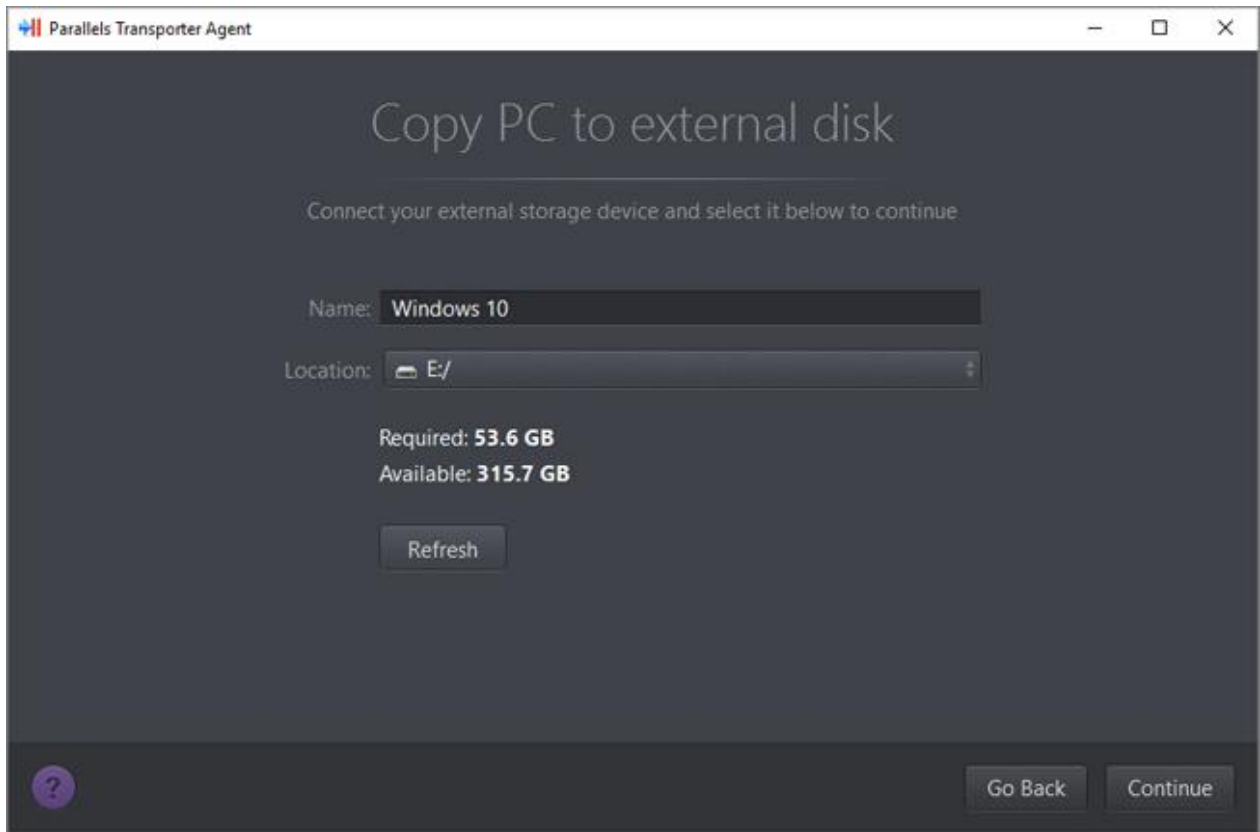 Parallels Transporter Agent
Copy PC to external disk
Connect your external storage device and select it below to continue
Name: Windows 10
Location: E:/
Required: 53.6 GB
Available: 315.7 GB
Refresh
? Go Back Continue